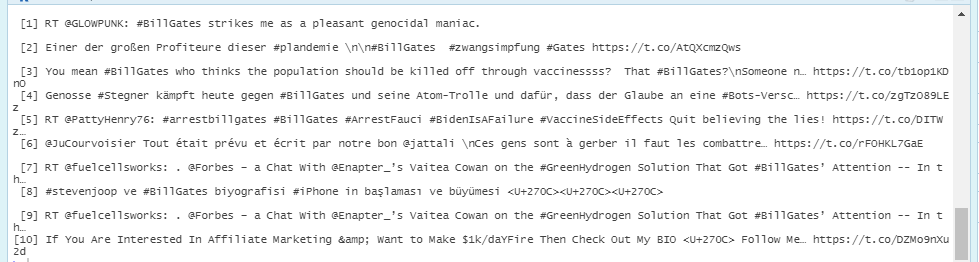 [1] RT @GLOWPUNK: #BillGates strikes me as a pleasant genocidal maniac.
[2] Einer der großen Profiteure dieser #plandemie \n\n#BillGates  #zwangsimpfung #Gates https://t.co/AtQXcmzQws
[3] You mean #BillGates who thinks the population should be killed off through vaccinessss?  That #BillGates?\nSomeone n… https://t.co/tb1op1KD
n0
[4] Genosse #Stegner kämpft heute gegen #BillGates und seine Atom-Trolle und dafür, dass der Glaube an eine #Bots-Versc… https://t.co/zgTzO89LE
z
[5] RT @PattyHenry76: #arrestbillgates #BillGates #ArrestFauci #BidenIsAFailure #VaccineSideEffects Quit believing the lies! https://t.co/DITW
z…
[6] @JuCourvoisier Tout était prévu et écrit par notre bon @jattali \nCes gens sont à gerber il faut les combattre… https://t.co/rFOHKL7GaE
[7] RT @fuelcellsworks: . @Forbes – a Chat With @Enapter_'s Vaitea Cowan on the #GreenHydrogen Solution That Got #BillGates' Attention -- In t
h…
[8] #stevenjoop ve #BillGates biyografisi #iPhone in başlaması ve büyümesi <U+270C><U+270C><U+270C>
[9] RT @fuelcellsworks: . @Forbes – a Chat With @Enapter_'s Vaitea Cowan on the #GreenHydrogen Solution That Got #BillGates' Attention -- In t
h…
[10] If You Are Interested In Affiliate Marketing &amp; Want to Make $1k/daYFire Then Check Out My BIO <U+270C> Follow Me… https://t.co/DZMo9nXu
2d